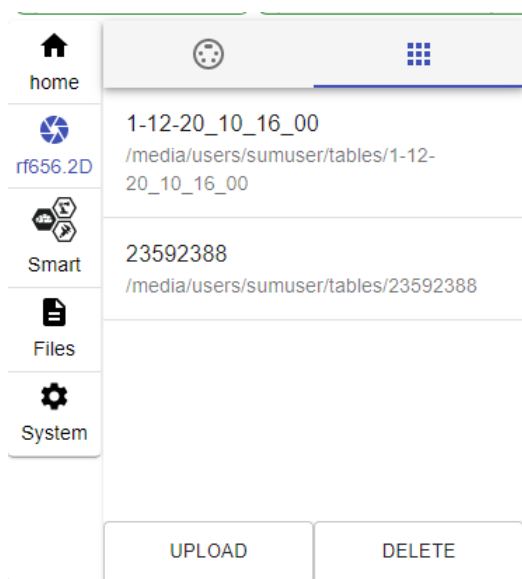 home
rf656.2D
Smart
Files
System
1-12-20_10_16_00
/media/users/sumuser/tables/1-12-
20_10_16_00
23592388
/media/users/sumuser/tables/23592388
UPLOAD
DELETE